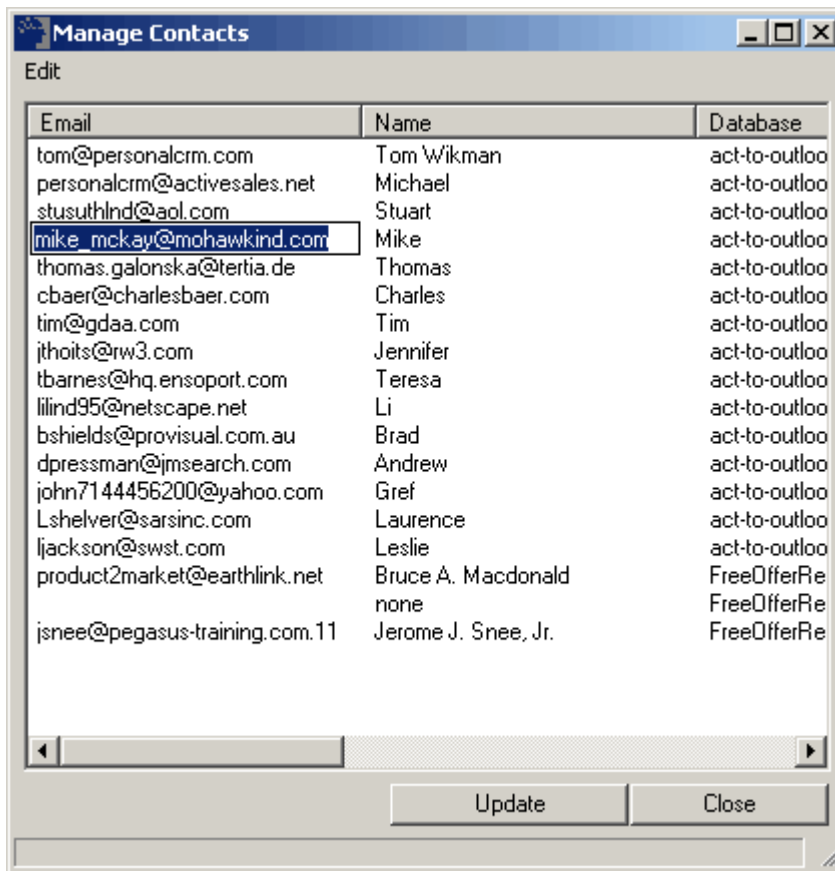 Manage Contacts
Edit
Email Name Database
tom@personalcrm.com Tom Wikman act-to-outloo
personalcrm@activesales.net Michael act-to-outloo
stusuthlnd@aol.com Stuart act-to-outloo
mike_mckay@mohawkind.com Mike act-to-outloo
thomas.galonska@tertia.de Thomas act-to-outloo
cbaer@charlesbaer.com Charles act-to-outloo
tim@gdaa.com Tim act-to-outloo
jthoits@rw3.com Jennifer act-to-outloo
tbarnes@hq.ensoport.com Teresa act-to-outloo
lilind95@netscape.net Li act-to-outloo
bshields@provisual.com.au Brad act-to-outloo
dpressman@jmsearch.com Andrew act-to-outloo
john7144456200@yahoo.com Gref act-to-outloo
Lshelver@sarsinc.com Laurence act-to-outloo
ljackson@swst.com Leslie act-to-outloo
product2market@earthlink.net Bruce A. Macdonald FreeOfferRe
none FreeOfferRe
jsnee@pegasus-training.com.11 Jerome J. Snee, Jr. FreeOfferRe
Update Close